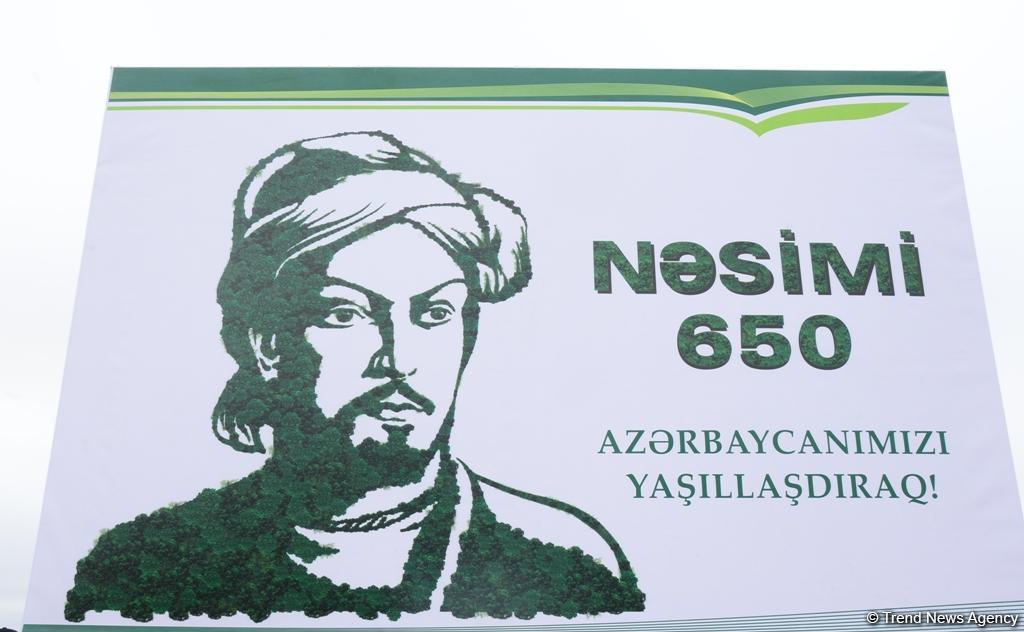 NƏSİMİ
650
AZƏRBAYCANIMIZI
YAŞILLAŞDIRAQ!
© Trend News Agency